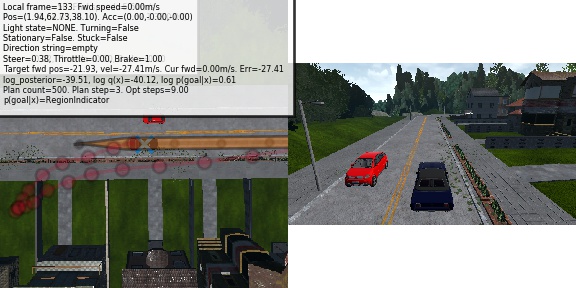 Local frame=133. Fwd speed=0.00m/s
Pos=(1.94,62.73,38.10). Acc=(0.00,-0.00,-0.00)
Light state=NONE. Turning=False
Stationary=False. Stuck=False
Direction string=empty
Steer=0.38; Throttle=0.00, Brake=1.00
Target fwd pos=-21.93, vel=-27.41m/s. Cur fwd=0.00m/s. Err=-27.41
log_posterior=-39.51, log q(x)=-40.12, log p(goal|x)=0.61
Plan count=500. Plan step=3. Opt steps=9.00
p(goal|x)=RegionIndicator